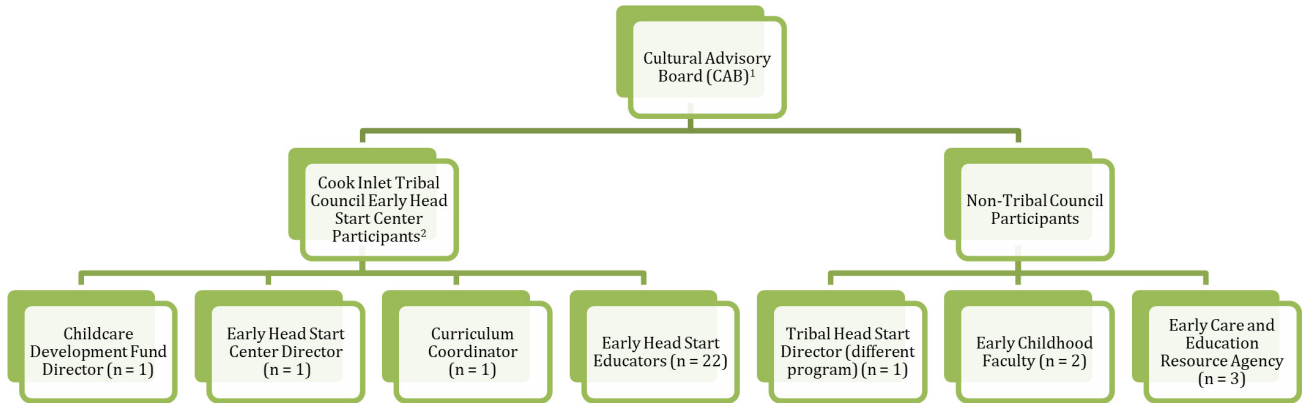 Cultural Advisory
Board (CAB)¹
Cook Inlet Tribal
Council Early Head
Start Center
Participants²
Non-Tribal Council
Participants
Childcare
Development Fund
Director (n = 1)
Early Head Start
Center Director
(n = 1)
Curriculum
Coordinator
(n = 1)
Early Head Start
Educators (n = 22)
Tribal Head Start
Director (different
program) (n = 1)
Early Childhood
Faculty (n = 2)
Early Care and
Education
Resource Agency
(n = 3)